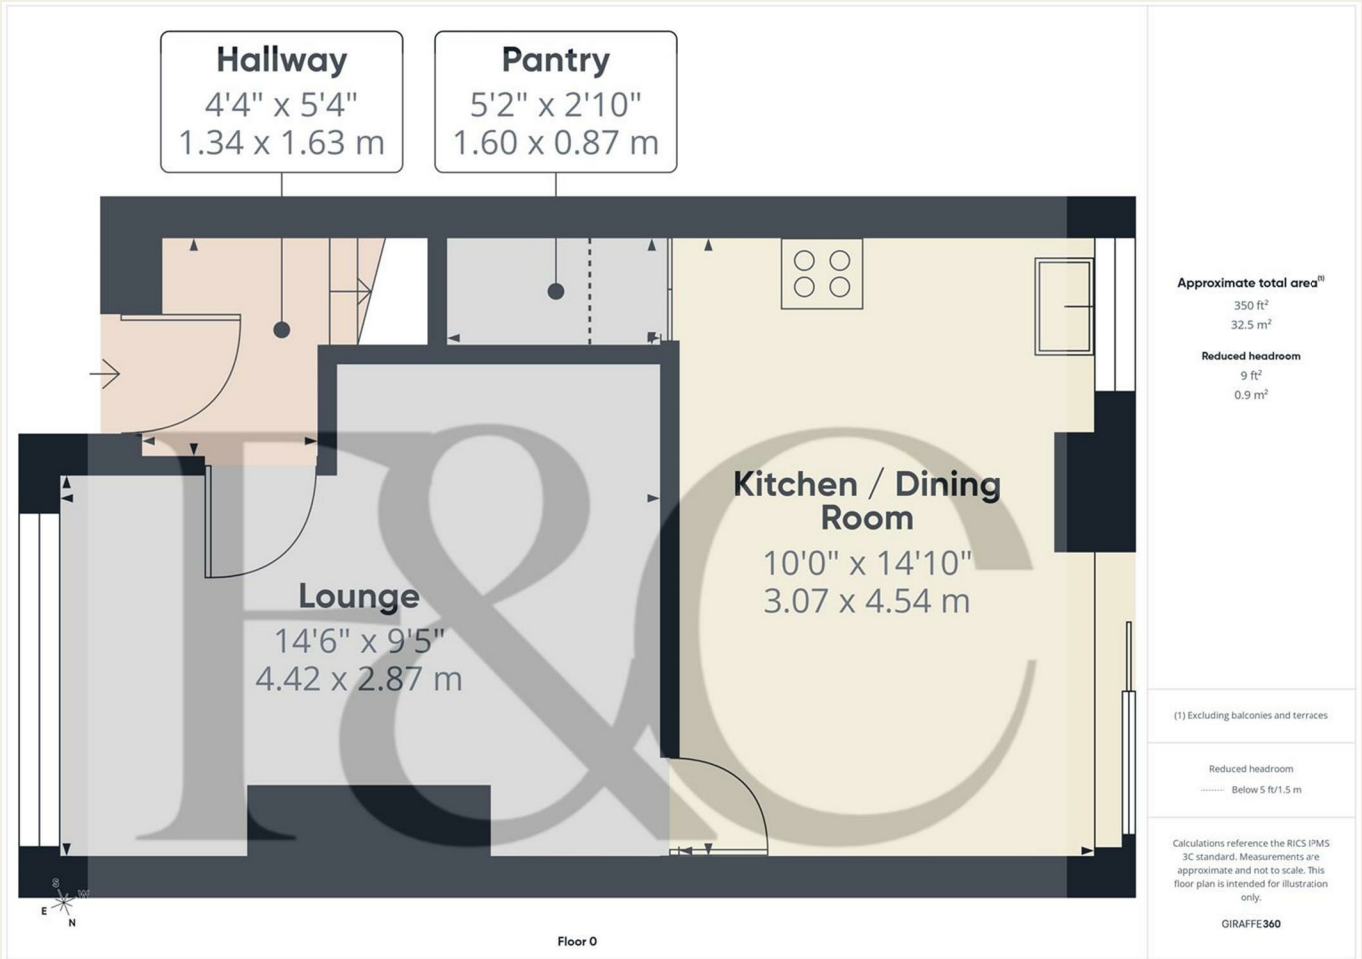 Hallway
4'4" x 5'4"
1.34 x 1.63 m
Pantry
5'2" x 2'10"
1.60 x 0.87 m
Kitchen / Dining
Room
10'0" x 14'10"
3.07 x 4.54 m
Lounge
14'6" x 9'5"
4.42 x 2.87 m
F&C
S
W
E
N
Floor 0
Approximate total area(1)
350 ft²
32.5 m²
Reduced headroom
9 ft²
0.9 m²
(1) Excluding balconies and terraces
Reduced headroom
Below 5 ft/1.5 m
Calculations reference the RICS IPMS
3C standard. Measurements are
approximate and not to scale. This
floor plan is intended for illustration
only.
GIRAFFE360